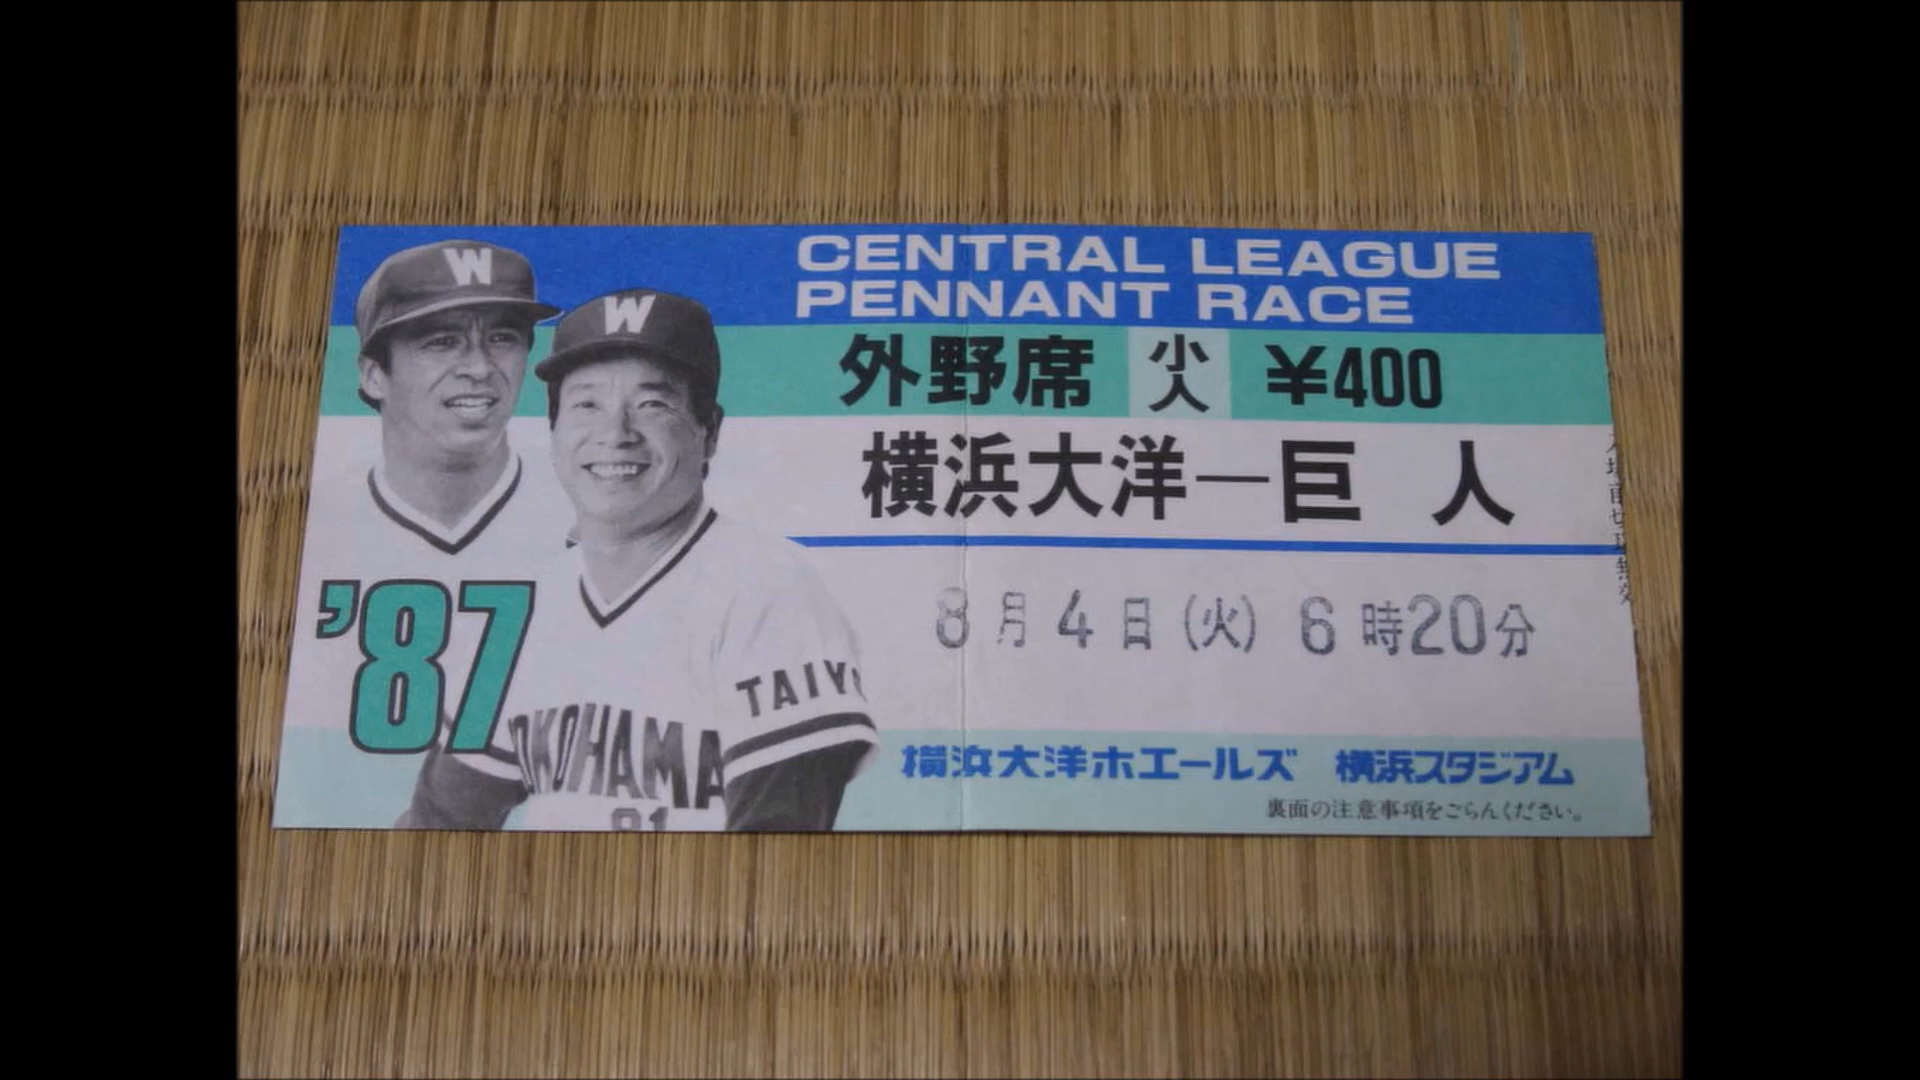 CENTRAL LEAGUE
PENNANT RACE
外野席 小人 ¥400
横浜大洋ー巨 人
8月4日(火)6時20分
'87
W
W
TAIYO
YOKOHAMA
81
横浜大洋ホエールズ 横浜スタジアム
裏面の注意事項をごらんください。